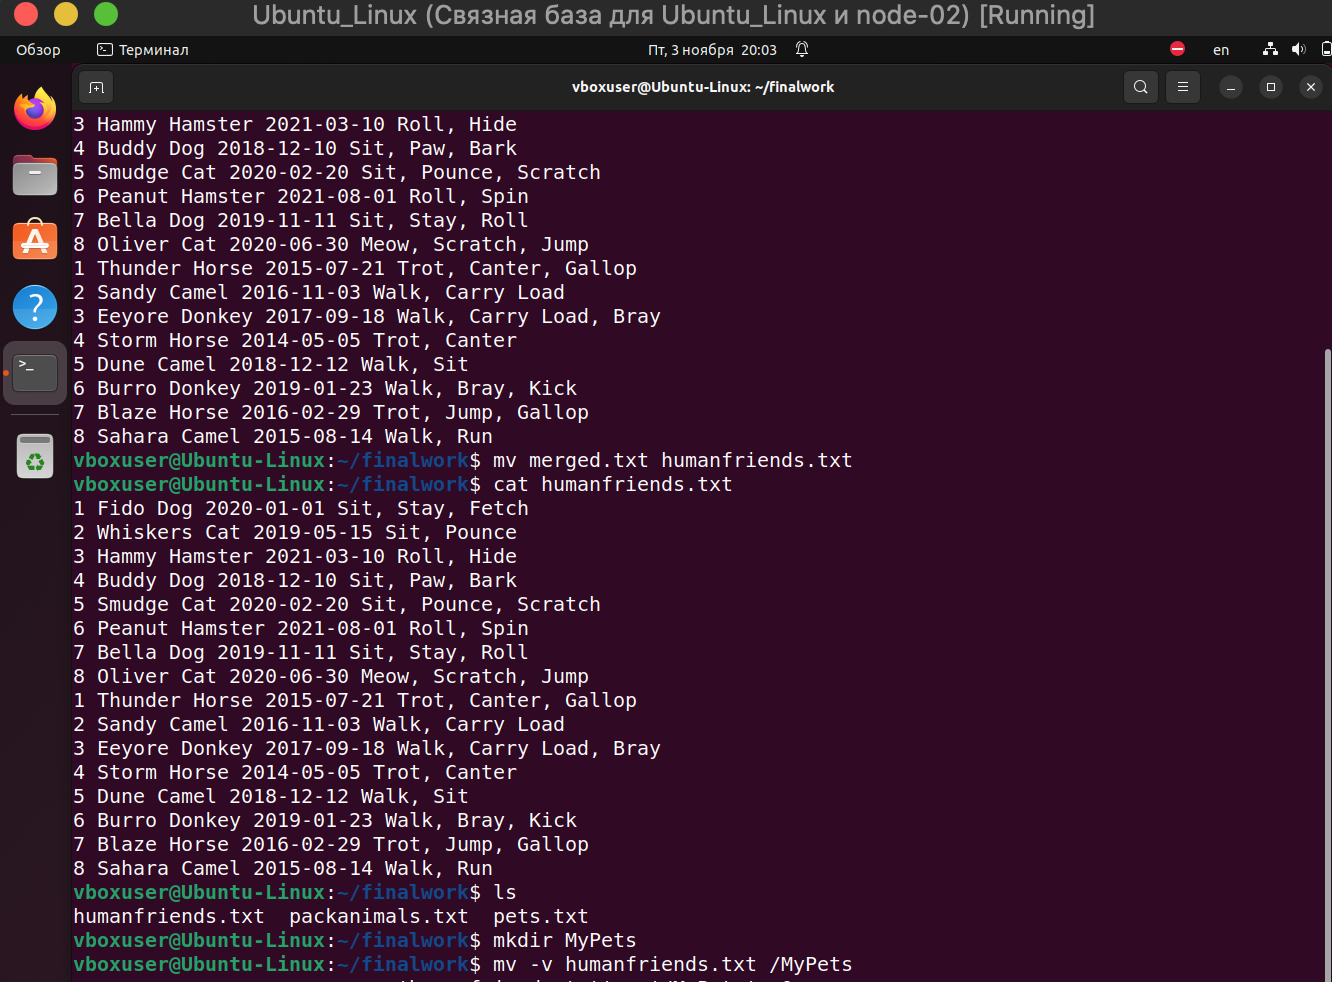 Ubuntu_Linux (Связная база для Ubuntu_Linux и node-02) [Running]
Обзор Терминал Пт, 3 ноября 20:03 en
vboxuser@Ubuntu-Linux: ~/finalwork
3 Hammy Hamster 2021-03-10 Roll, Hide
4 Buddy Dog 2018-12-10 Sit, Paw, Bark
5 Smudge Cat 2020-02-20 Sit, Pounce, Scratch
6 Peanut Hamster 2021-08-01 Roll, Spin
7 Bella Dog 2019-11-11 Sit, Stay, Roll
8 Oliver Cat 2020-06-30 Meow, Scratch, Jump
1 Thunder Horse 2015-07-21 Trot, Canter, Gallop
2 Sandy Camel 2016-11-03 Walk, Carry Load
3 Eeyore Donkey 2017-09-18 Walk, Carry Load, Bray
4 Storm Horse 2014-05-05 Trot, Canter
5 Dune Camel 2018-12-12 Walk, Sit
6 Burro Donkey 2019-01-23 Walk, Bray, Kick
7 Blaze Horse 2016-02-29 Trot, Jump, Gallop
8 Sahara Camel 2015-08-14 Walk, Run
vboxuser@Ubuntu-Linux:~/finalwork$ mv merged.txt humanfriends.txt
vboxuser@Ubuntu-Linux:~/finalwork$ cat humanfriends.txt
1 Fido Dog 2020-01-01 Sit, Stay, Fetch
2 Whiskers Cat 2019-05-15 Sit, Pounce
3 Hammy Hamster 2021-03-10 Roll, Hide
4 Buddy Dog 2018-12-10 Sit, Paw, Bark
5 Smudge Cat 2020-02-20 Sit, Pounce, Scratch
6 Peanut Hamster 2021-08-01 Roll, Spin
7 Bella Dog 2019-11-11 Sit, Stay, Roll
8 Oliver Cat 2020-06-30 Meow, Scratch, Jump
1 Thunder Horse 2015-07-21 Trot, Canter, Gallop
2 Sandy Camel 2016-11-03 Walk, Carry Load
3 Eeyore Donkey 2017-09-18 Walk, Carry Load, Bray
4 Storm Horse 2014-05-05 Trot, Canter
5 Dune Camel 2018-12-12 Walk, Sit
6 Burro Donkey 2019-01-23 Walk, Bray, Kick
7 Blaze Horse 2016-02-29 Trot, Jump, Gallop
8 Sahara Camel 2015-08-14 Walk, Run
vboxuser@Ubuntu-Linux:~/finalwork$ ls
humanfriends.txt packanimals.txt pets.txt
vboxuser@Ubuntu-Linux:~/finalwork$ mkdir MyPets
vboxuser@Ubuntu-Linux:~/finalwork$ mv -v humanfriends.txt /MyPets